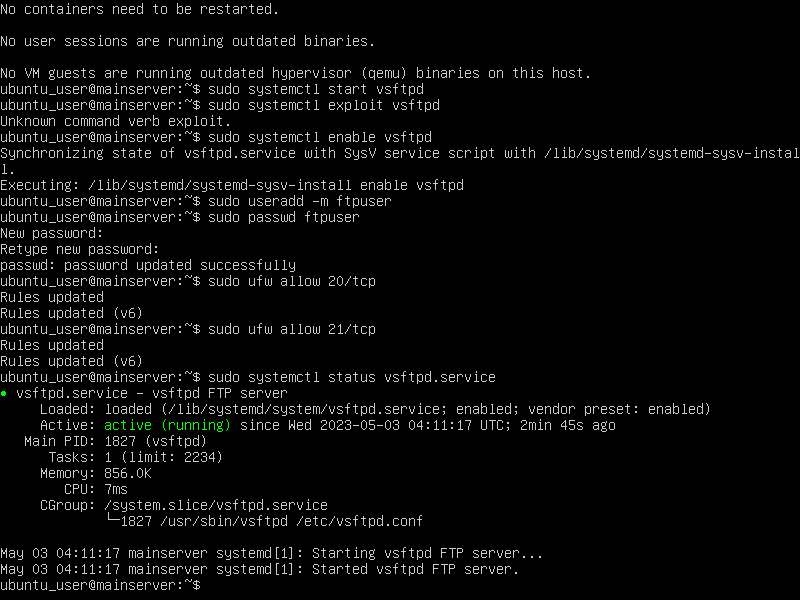 No containers need to be restarted.
No user sessions are running outdated binaries.
No VM guests are running outdated hypervisor (qemu) binaries on this host.
ubuntu_user@mainserver:~$ sudo systemctl start vsftpd
ubuntu_user@mainserver:~$ sudo systemctl exploit vsftpd
Unknown command verb exploit.
ubuntu_user@mainserver:~$ sudo systemctl enable vsftpd
Synchronizing state of vsftpd.service with SysV service script with /lib/systemd/systemd-sysv-instal
l.
Executing: /lib/systemd/systemd-sysv-install enable vsftpd
ubuntu_user@mainserver:~$ sudo useradd -m ftpuser
ubuntu_user@mainserver:~$ sudo passwd ftpuser
New password:
Retype new password:
passwd: password updated successfully
ubuntu_user@mainserver:~$ sudo ufw allow 20/tcp
Rules updated
Rules updated (v6)
ubuntu_user@mainserver:~$ sudo ufw allow 21/tcp
Rules updated
Rules updated (v6)
ubuntu_user@mainserver:~$ sudo systemctl status vsftpd.service
● vsftpd.service - vsftpd FTP server
     Loaded: loaded (/lib/systemd/system/vsftpd.service; enabled; vendor preset: enabled)
     Active: active (running) since Wed 2023-05-03 04:11:17 UTC; 2min 45s ago
   Main PID: 1827 (vsftpd)
      Tasks: 1 (limit: 2234)
     Memory: 856.0K
        CPU: 7ms
     CGroup: /system.slice/vsftpd.service
             └─1827 /usr/sbin/vsftpd /etc/vsftpd.conf
May 03 04:11:17 mainserver systemd[1]: Starting vsftpd FTP server...
May 03 04:11:17 mainserver systemd[1]: Started vsftpd FTP server.
ubuntu_user@mainserver:~$